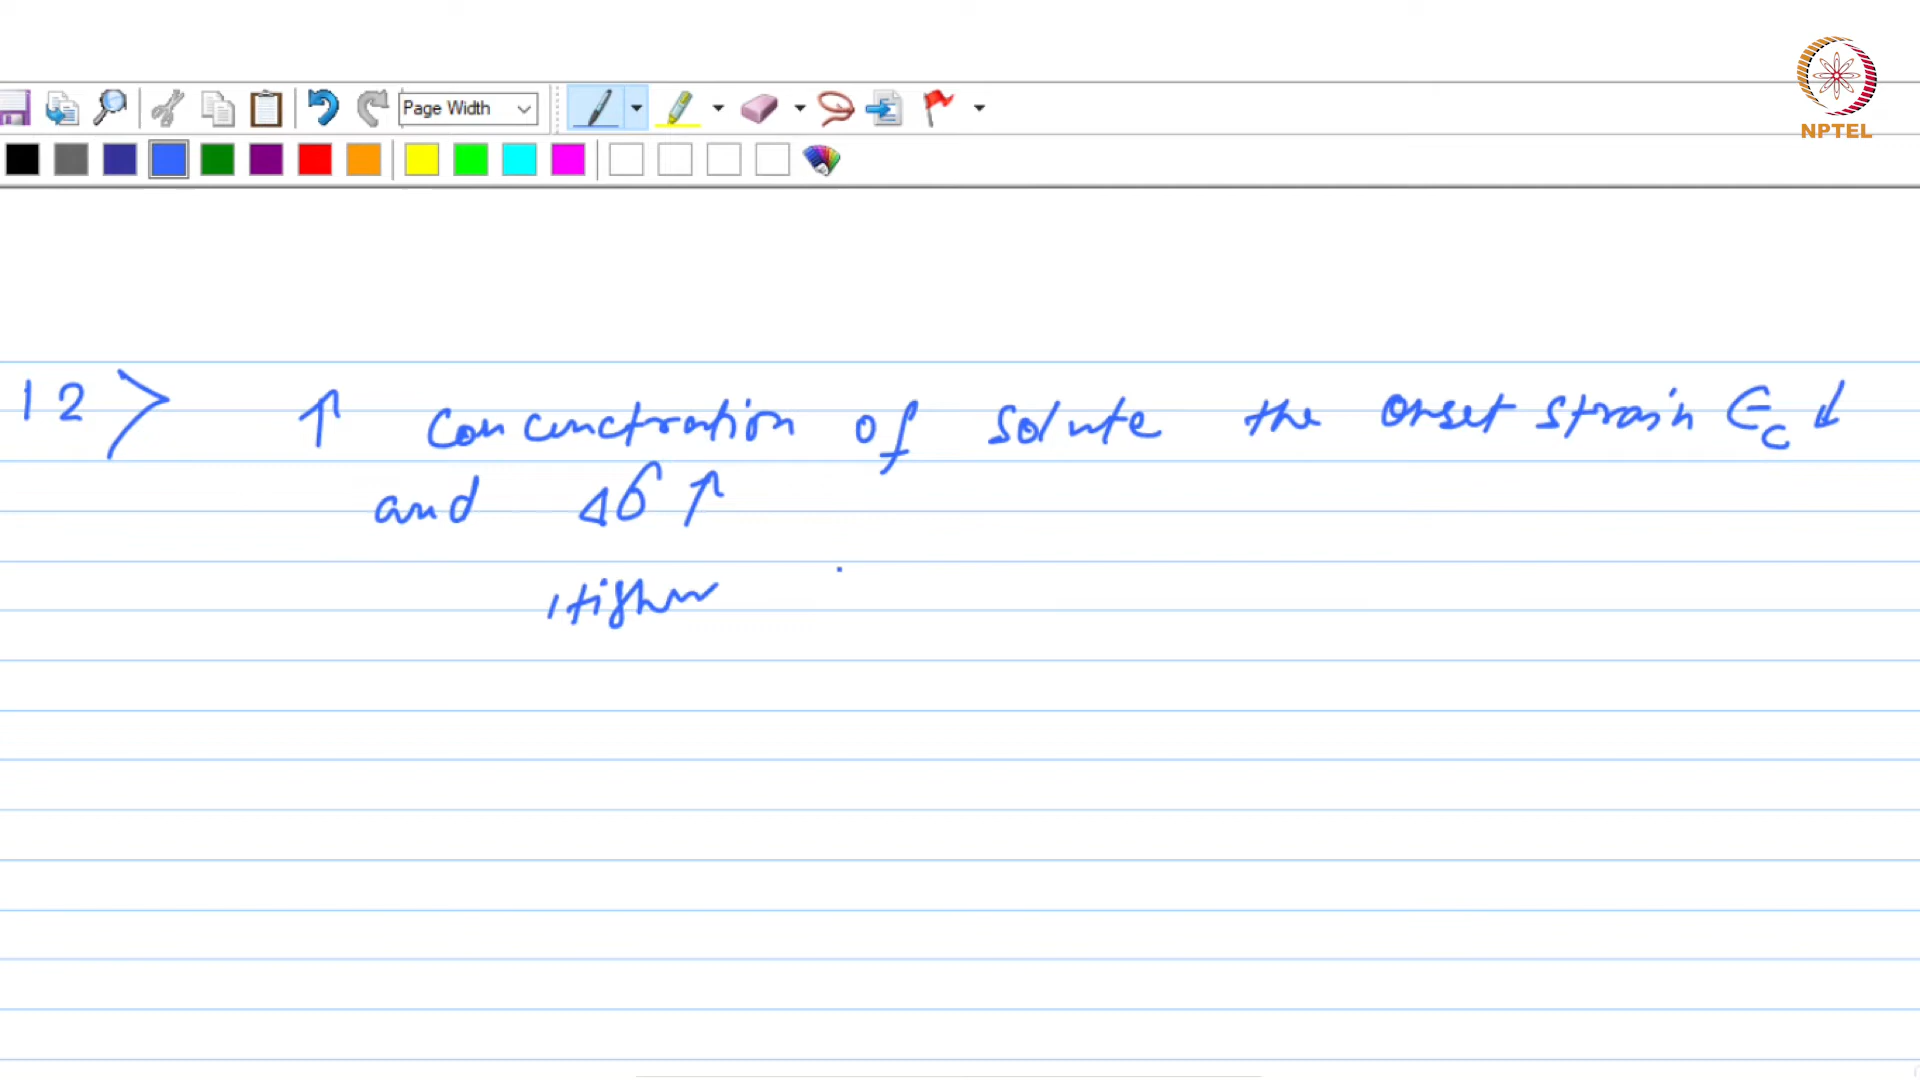 Page Width
NPTEL
12> ↑ Concentration of solute the onset strain ϵc ↓
and Δσ ↑
Higher